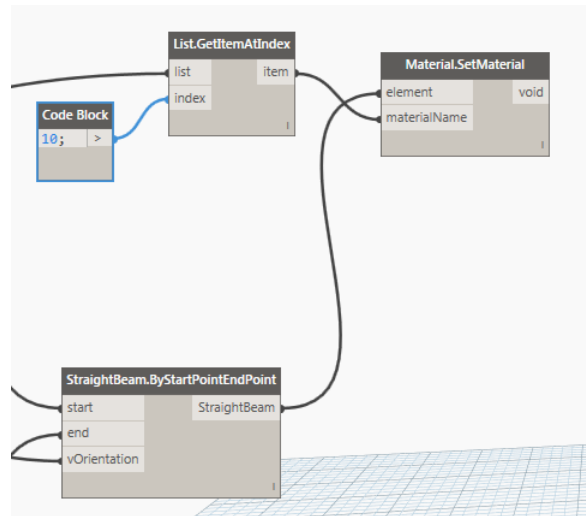 List.GetItemAtIndex
list item
index
Material.SetMaterial
element void
materialName
Code Block
10; >
StraightBeam.ByStartPointEndPoint
start StraightBeam
end
vOrientation